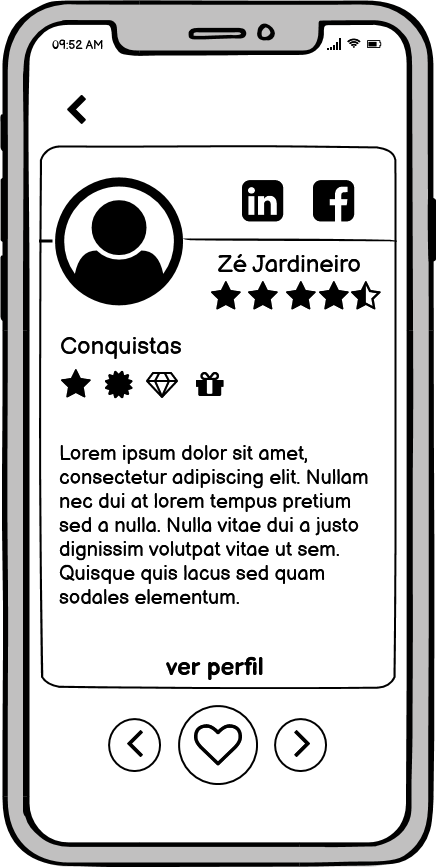 09:52 AM
in f
Zé Jardineiro
Conquistas
Lorem ipsum dolor sit amet,
consectetur adipiscing elit. Nullam
nec dui at lorem tempus pretium
sed a nulla. Nulla vitae dui a justo
dignissim volutpat vitae ut sem.
Quisque quis lacus sed quam
sodales elementum.
ver perfil